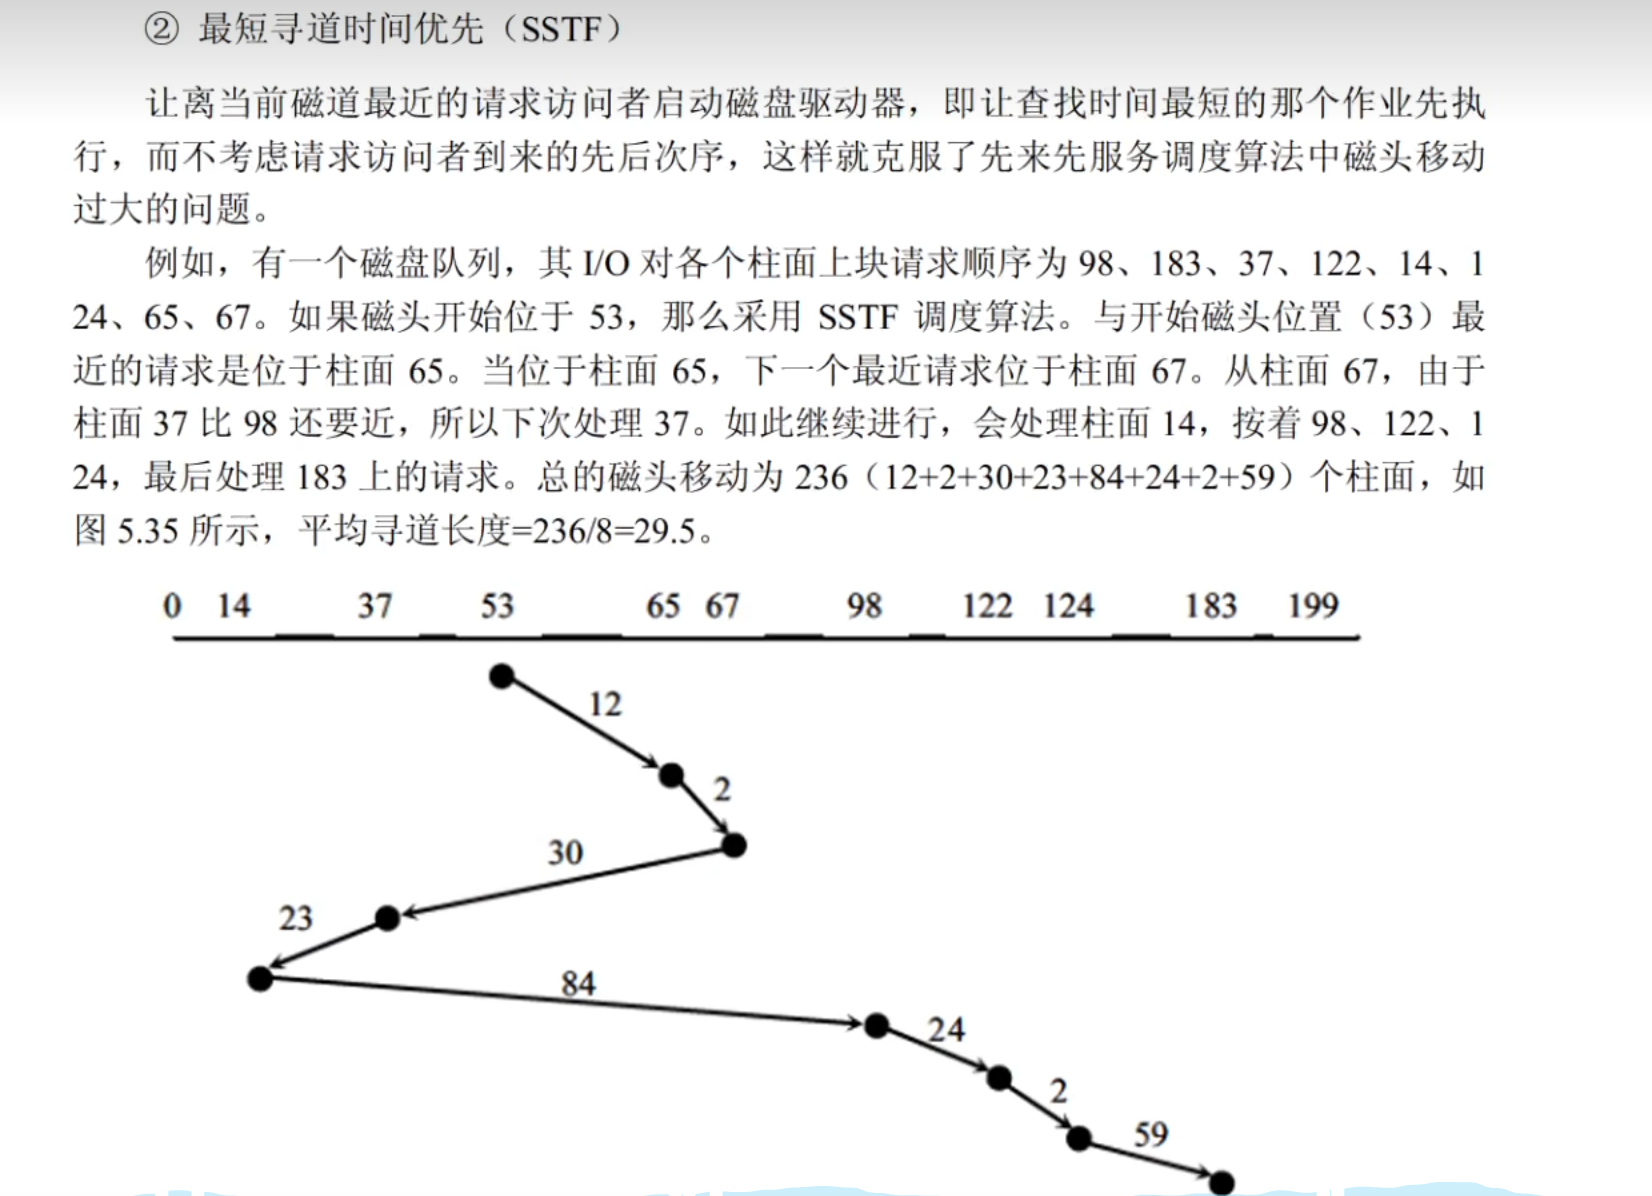 ② 最短寻道时间优先（SSTF）
让离当前磁道最近的请求访问者启动磁盘驱动器，即让查找时间最短的那个作业先执
行，而不考虑请求访问者到来的先后次序，这样就克服了先来先服务调度算法中磁头移动
过大的问题。
例如，有一个磁盘队列，其 I/O 对各个柱面上块请求顺序为 98、183、37、122、14、1
24、65、67。如果磁头开始位于 53，那么采用 SSTF 调度算法。与开始磁头位置（53）最
近的请求是位于柱面 65。当位于柱面 65，下一个最近请求位于柱面 67。从柱面 67，由于
柱面 37 比 98 还要近，所以下次处理 37。如此继续进行，会处理柱面 14，按着 98、122、1
24，最后处理 183 上的请求。总的磁头移动为 236（12+2+30+23+84+24+2+59）个柱面，如
图 5.35 所示，平均寻道长度=236/8=29.5。
0 14 37 53 65 67 98 122 124 183 199
12
2
30
23
84
24
2
59